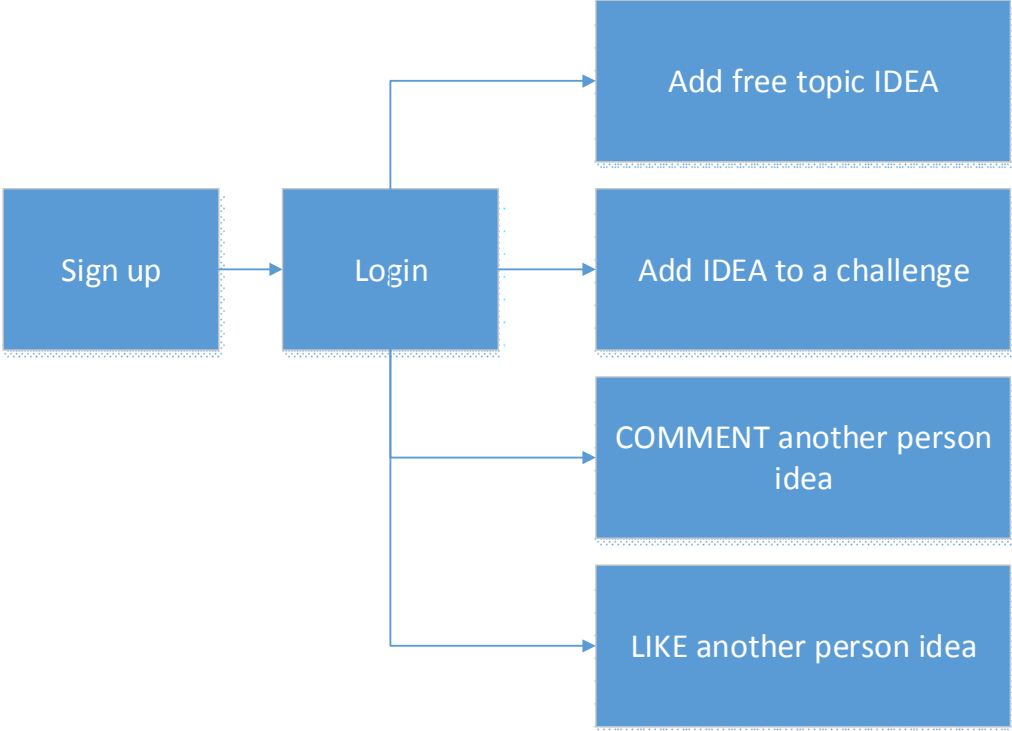 Add free topic IDEA
Sign up
Login
Add IDEA to a challenge
COMMENT another person
idea
LIKE another person idea